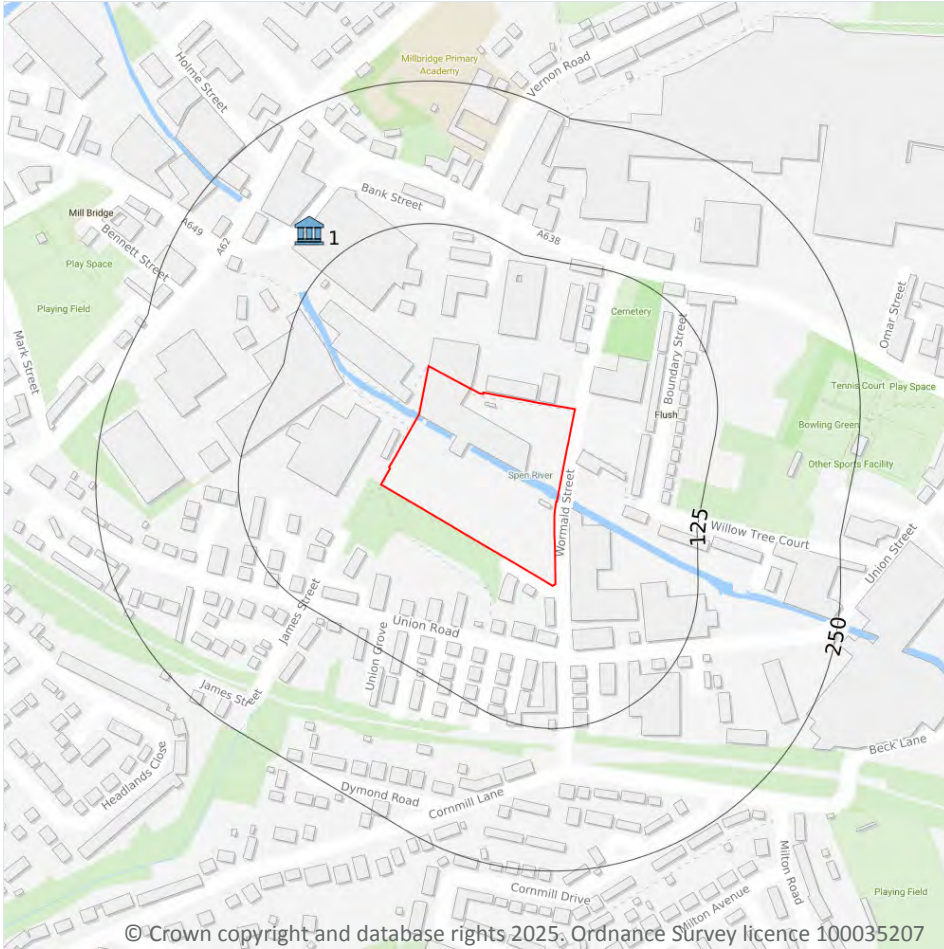 Millbridge Primary
Academy
Vernon Road
Holme Street
Bank Street
A638
Mill Bridge
A649
A62
1
Bennett Street
Play Space
Playing Field
Mark Street
Cemetery
Boundary Street
Omar Street
Tennis Court
Play Space
Flush
Bowling Green
Other Sports Facility
Spen River
Wormald Street
125
Willow Tree Court
Union Street
250
James Street
Union Road
Union Grove
James Street
Headlands Close
Beck Lane
Dymond Road
Cornmill Lane
Milton Road
Cornmill Drive
Milton Avenue
Playing Field
© Crown copyright and database rights 2025. Ordnance Survey licence 100035207